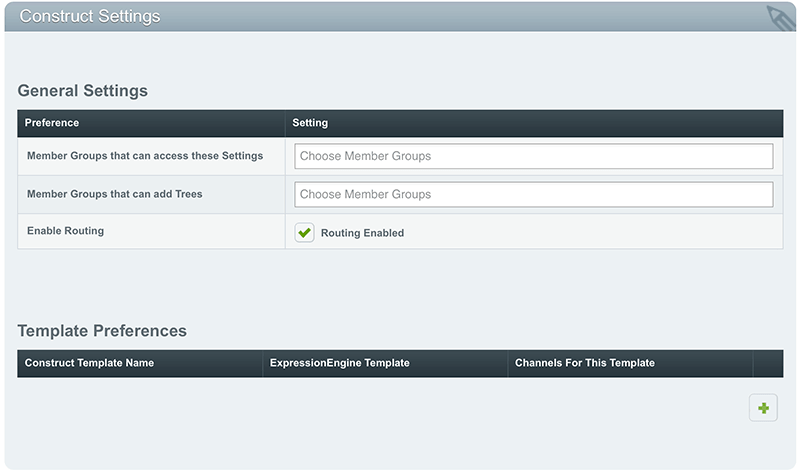 Construct Settings
General Settings
Preference Setting
Member Groups that can access these Settings Choose Member Groups
Member Groups that can add Trees Choose Member Groups
Enable Routing Routing Enabled
Template Preferences
Construct Template Name ExpressionEngine Template Channels For This Template